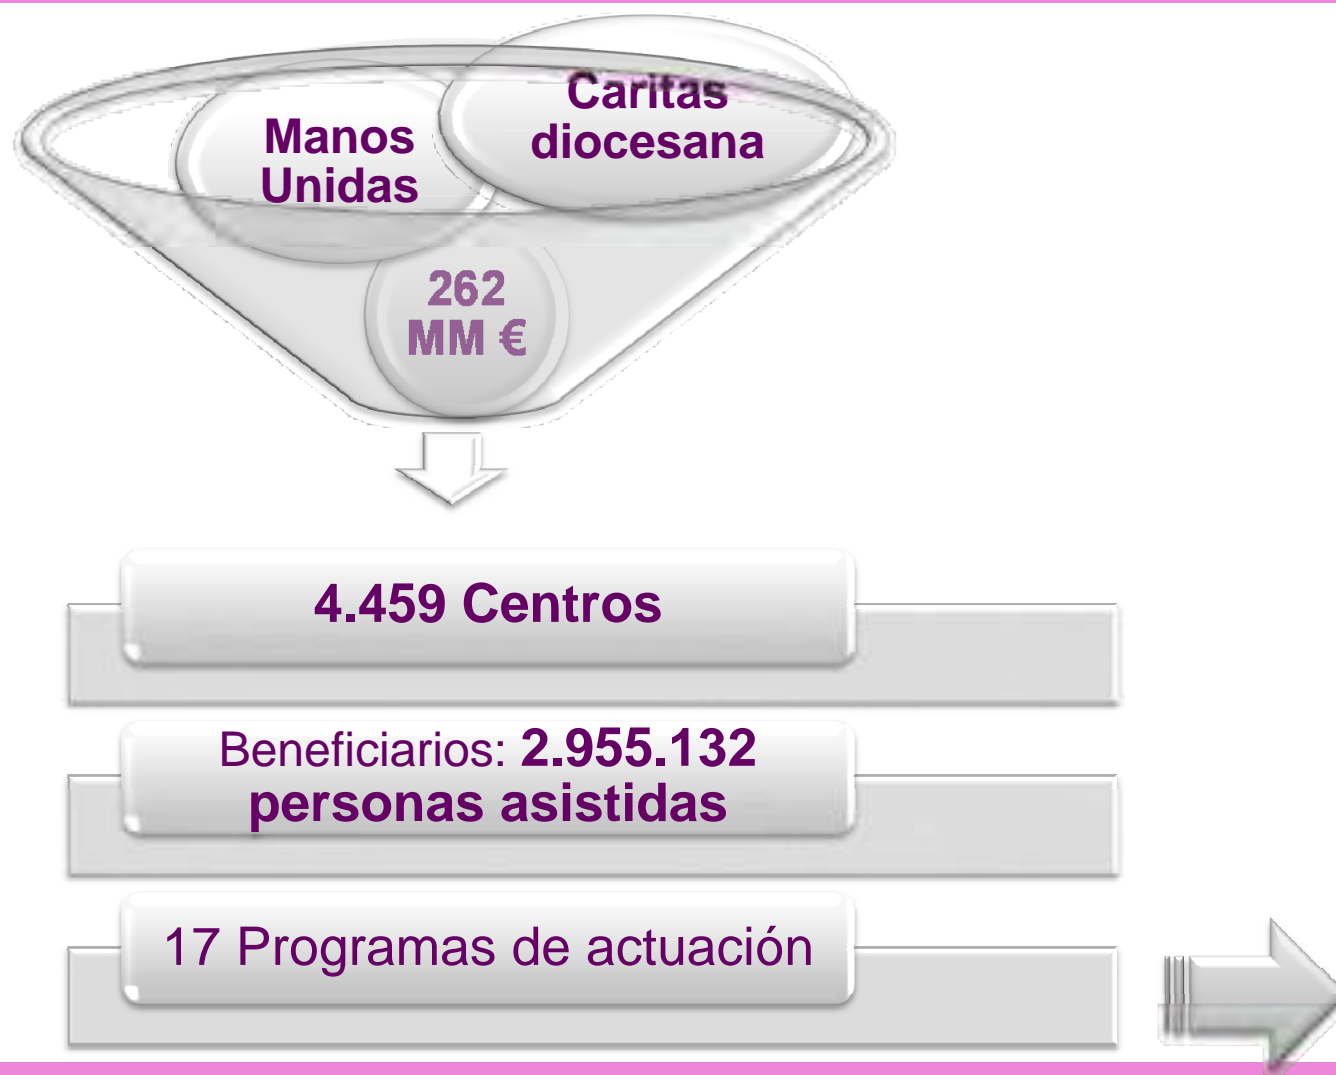 Manos
Unidas
Caritas
diocesana
262
MM €
4.459 Centros
Beneficiarios: 2.955.132
personas asistidas
17 Programas de actuación